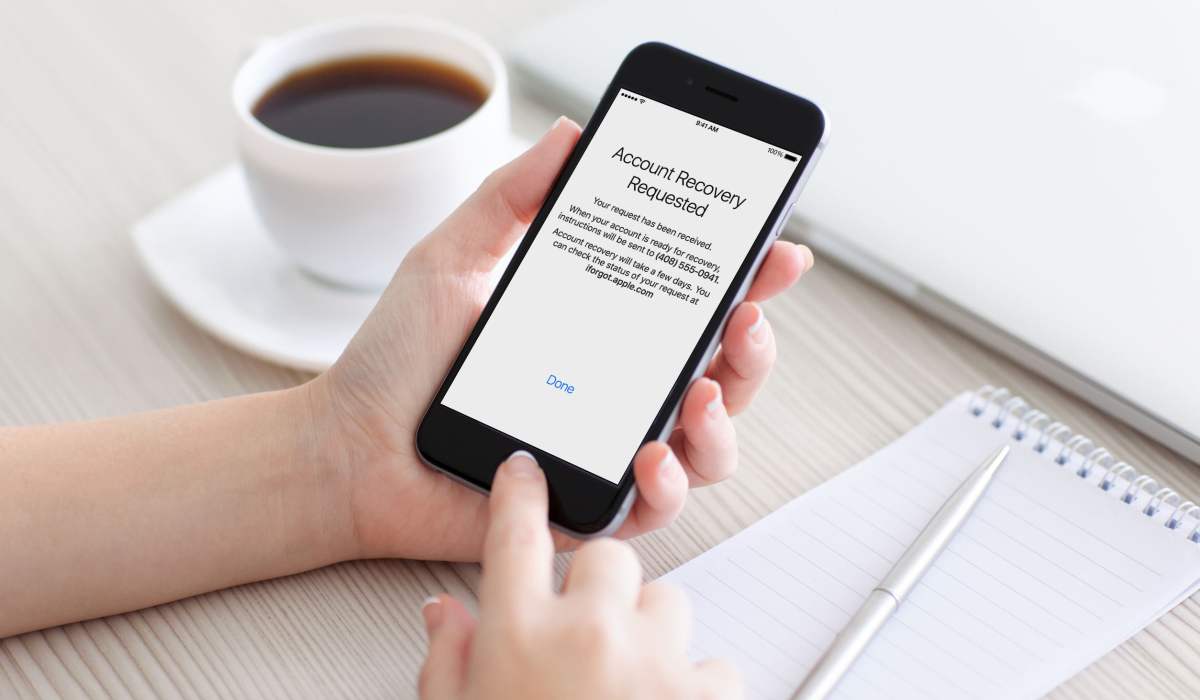 9:41 AM
100%
Account Recovery
Requested
Your request has been received.
When your account is ready for recovery,
instructions will be sent to (408) 555-0941.
Account recovery will take a few days. You
can check the status of your request at
iforgot.apple.com
Done